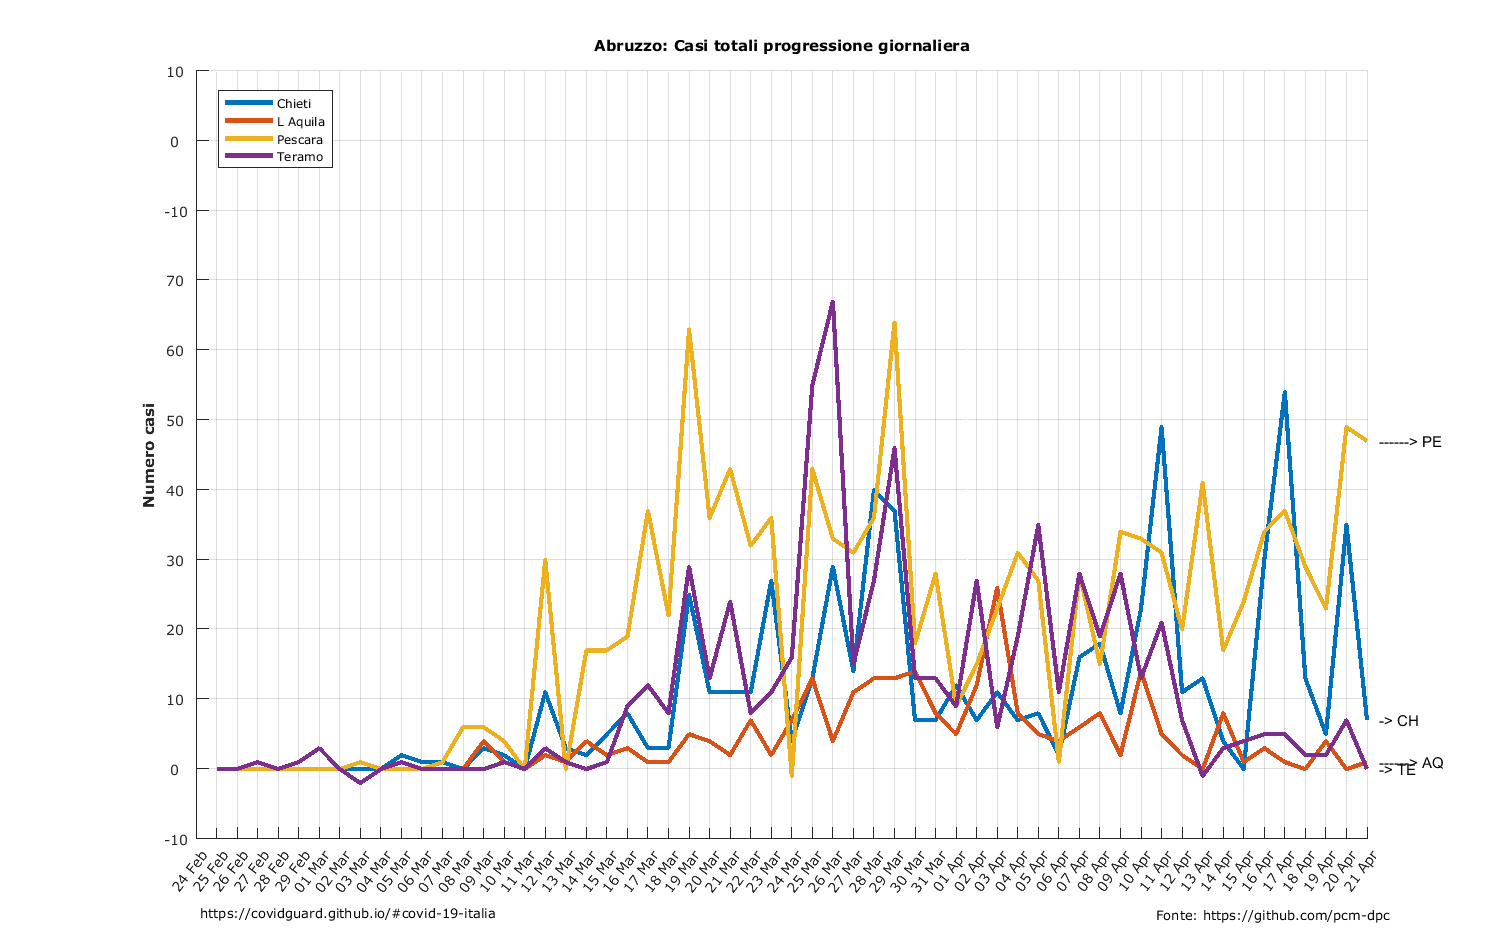 Abruzzo: Casi totali progressione giornaliera
10
0
-10
70
60
50
40
30
20
10
0
-10
Numero casi
Chieti
L Aquila
Pescara
Teramo
------> PE
-> CH
------> AQ
-> TE
24 Feb
25 Feb
26 Feb
27 Feb
28 Feb
29 Feb
01 Mar
02 Mar
03 Mar
04 Mar
05 Mar
06 Mar
07 Mar
08 Mar
09 Mar
10 Mar
11 Mar
12 Mar
13 Mar
14 Mar
15 Mar
16 Mar
17 Mar
18 Mar
19 Mar
20 Mar
21 Mar
22 Mar
23 Mar
24 Mar
25 Mar
26 Mar
27 Mar
28 Mar
29 Mar
30 Mar
31 Mar
01 Apr
02 Apr
03 Apr
04 Apr
05 Apr
06 Apr
07 Apr
08 Apr
09 Apr
10 Apr
11 Apr
12 Apr
13 Apr
14 Apr
15 Apr
16 Apr
17 Apr
18 Apr
19 Apr
20 Apr
21 Apr
https://covidguard.github.io/#covid-19-italia
Fonte: https://github.com/pcm-dpc